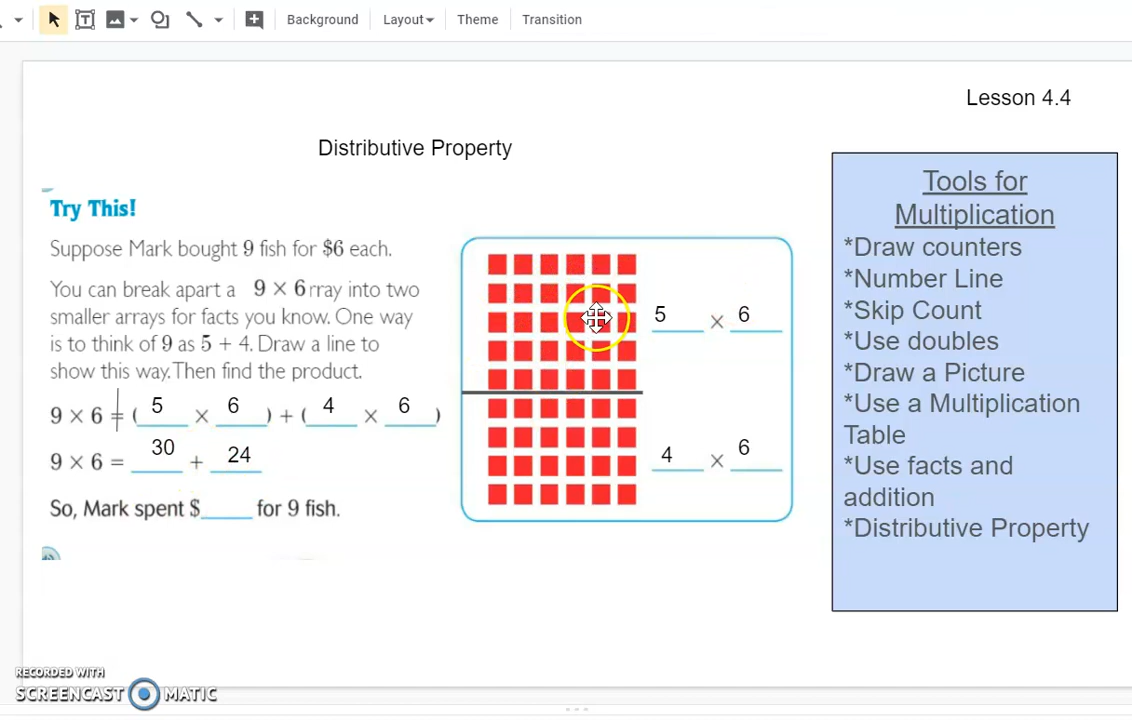 Background Layout Theme Transition
Lesson 4.4
Distributive Property
Try This!
Suppose Mark bought 9 fish for $6 each.
You can break apart a 9 × 6 rray into two
smaller arrays for facts you know. One way
is to think of 9 as 5 + 4. Draw a line to
show this way. Then find the product.
9 × 6 = ( 5 × 6 ) + ( 4 × 6 )
9 × 6 = 30 + 24
So, Mark spent $____ for 9 fish.
5 × 6
4 × 6
Tools for
Multiplication
*Draw counters
*Number Line
*Skip Count
*Use doubles
*Draw a Picture
*Use a Multiplication
Table
*Use facts and
addition
*Distributive Property
RECORDED WITH
SCREENCAST MATIC